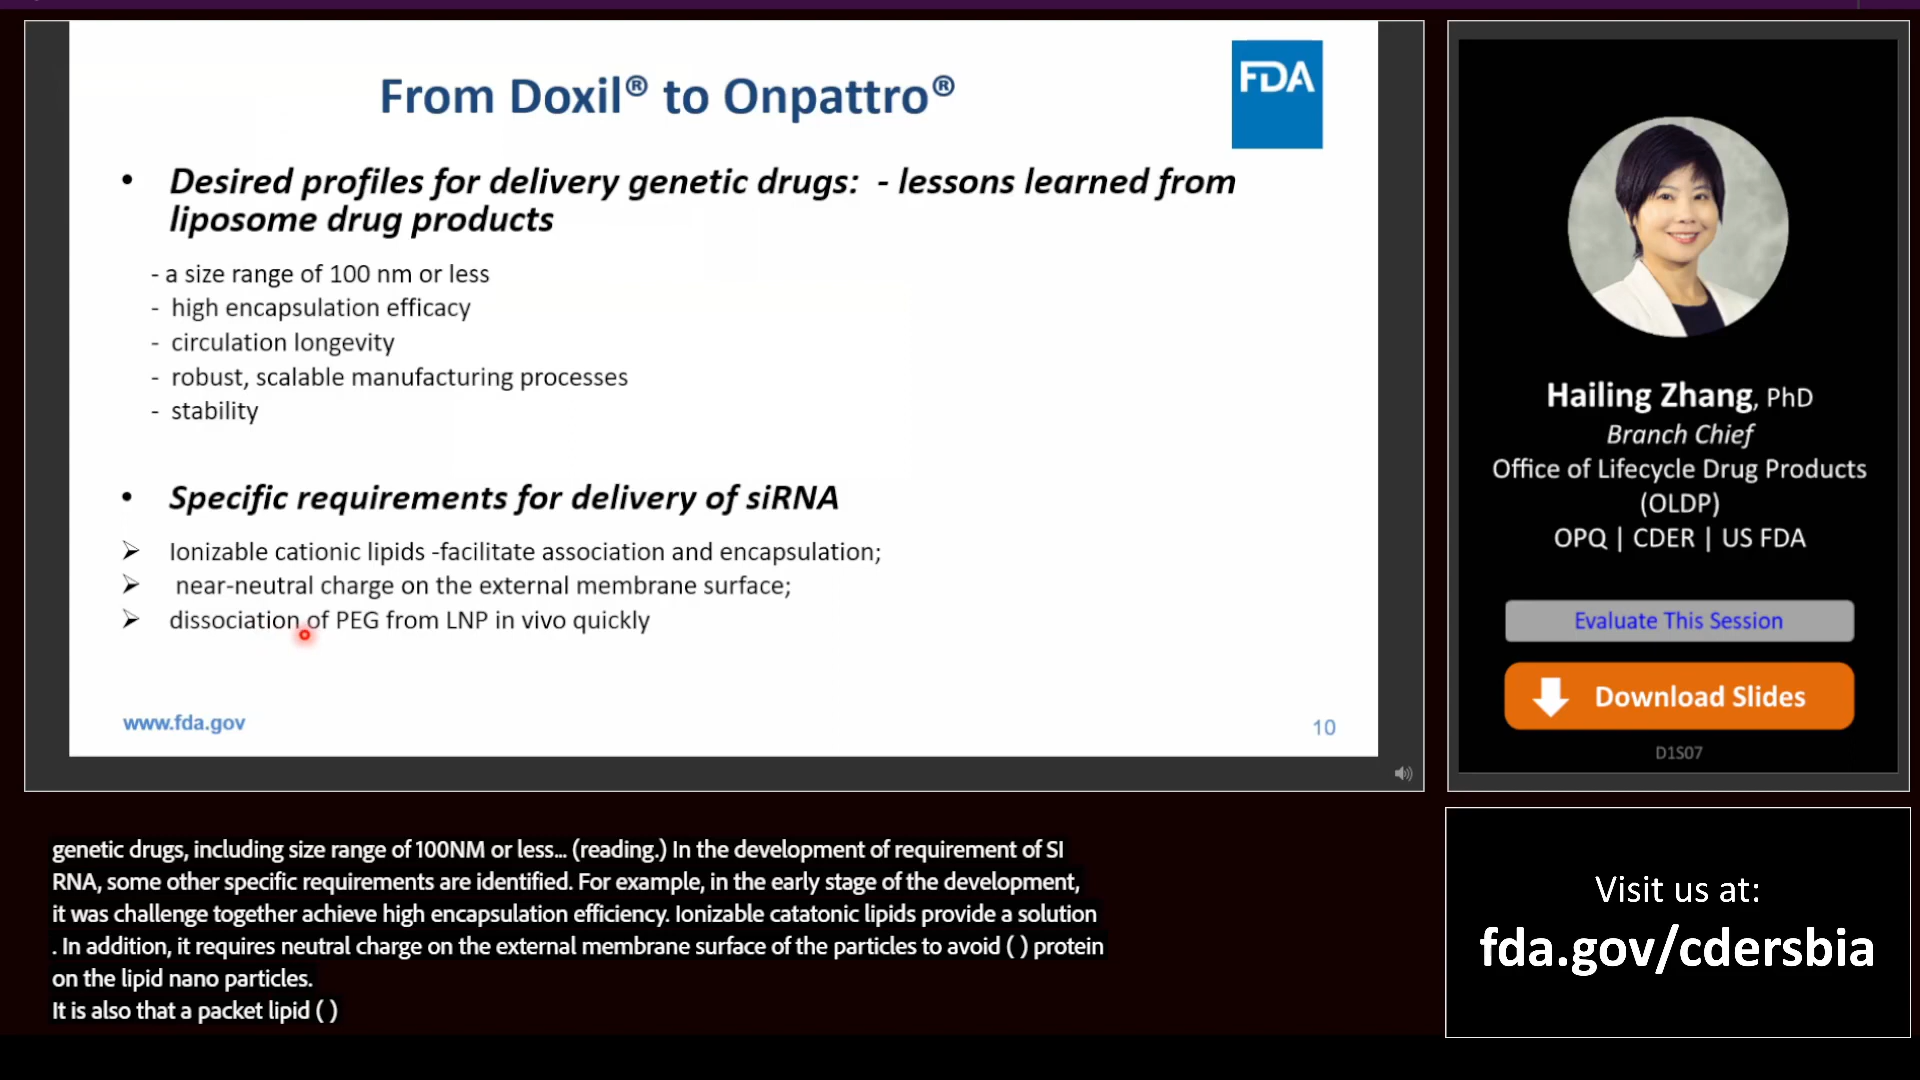 From Doxil® to Onpattro®
FDA
• Desired profiles for delivery genetic drugs: - lessons learned from
liposome drug products
- a size range of 100 nm or less
- high encapsulation efficacy
- circulation longevity
- robust, scalable manufacturing processes
- stability
• Specific requirements for delivery of siRNA
➢ Ionizable cationic lipids -facilitate association and encapsulation;
➢ near-neutral charge on the external membrane surface;
➢ dissociation of PEG from LNP in vivo quickly
www.fda.gov
10
Hailing Zhang, PhD
Branch Chief
Office of Lifecycle Drug Products
(OLDP)
OPQ | CDER | US FDA
Evaluate This Session
Download Slides
D1S07
genetic drugs, including size range of 100NM or less... (reading.) In the development of requirement of SI
RNA, some other specific requirements are identified. For example, in the early stage of the development,
it was challenge together achieve high encapsulation efficiency. Ionizable catatonic lipids provide a solution
. In addition, it requires neutral charge on the external membrane surface of the particles to avoid ( ) protein
on the lipid nano particles.
It is also that a packet lipid ( )
Visit us at:
fda.gov/cdersbia